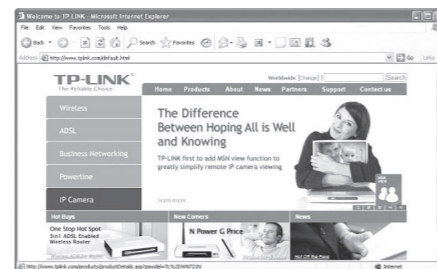 Welcome to TP-LINK - Microsoft Internet Explorer
File Edit View Favorites Tools Help
Back Search Favorites
Address http://www.tplink.com/default.html Go Links
TP-LINK
The Reliable Choice
Worldwide [Change] Search
Home Products About News Partners Support Contact us
Wireless
ADSL
Business Networking
Powerline
IP Camera
The Difference
Between Hoping All is Well
and Knowing
TP-LINK first to add MSN view function to
greatly simplify remote IP camera viewing
Hot Buys New Comers News
One Stop Hot Spot
5in1 ADSL Enabled
Wireless Router
N Power G Price
Internet